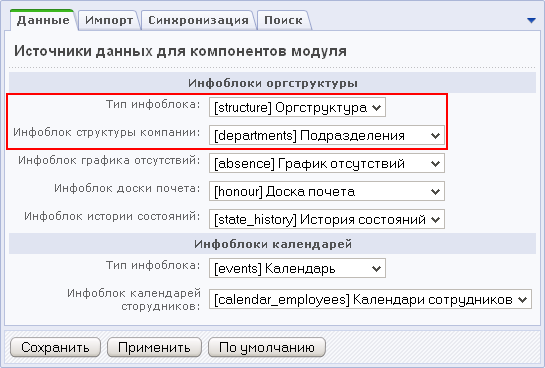 Данные Импорт Синхронизация Поиск
Источники данных для компонентов модуля
Инфоблоки оргструктуры
Тип инфоблока: [structure] Оргструктура
Инфоблок структуры компании: [departments] Подразделения
Инфоблок графика отсутствий: [absence] График отсутствий
Инфоблок доски почета: [honour] Доска почета
Инфоблок истории состояний: [state_history] История состояний
Инфоблоки календарей
Тип инфоблока: [events] Календарь
Инфоблок календарей
сторудников: [calendar_employees] Календари сотрудников
Сохранить Применить По умолчанию